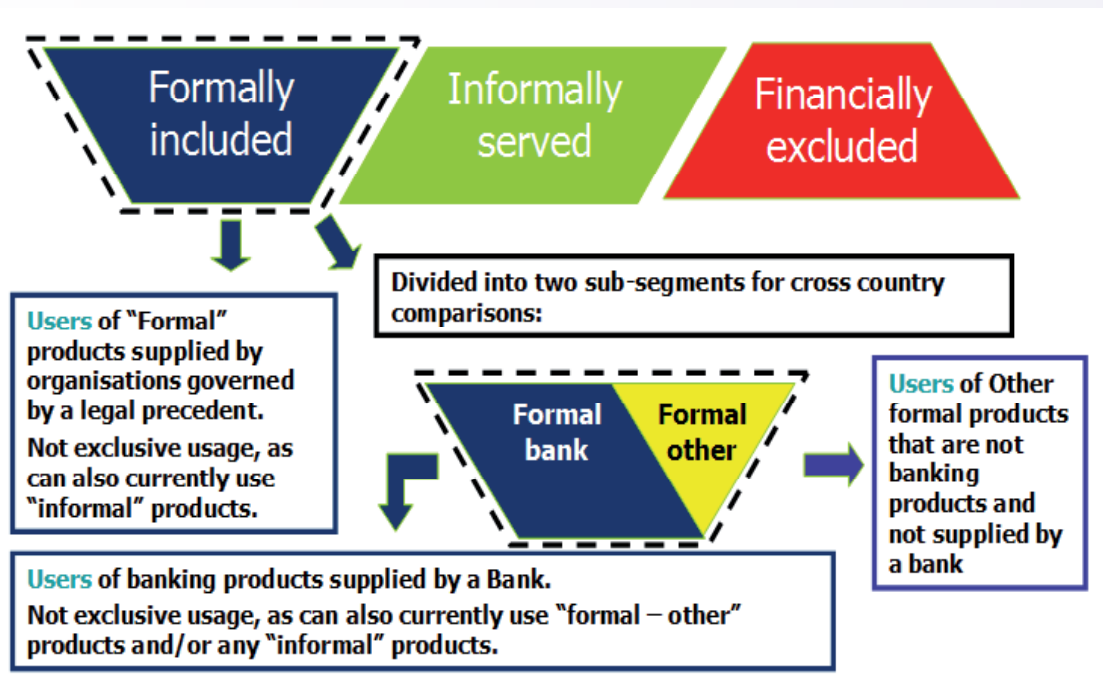 Formally
included
Informally
served
Financially
excluded
Divided into two sub-segments for cross country
comparisons:
Users of “Formal”
products supplied by
organisations governed
by a legal precedent.
Not exclusive usage, as
can also currently use
“informal” products.
Formal
bank
Formal
other
Users of Other
formal products
that are not
banking
products and
not supplied by
a bank
Users of banking products supplied by a Bank.
Not exclusive usage, as can also currently use “formal – other”
products and/or any “informal” products.